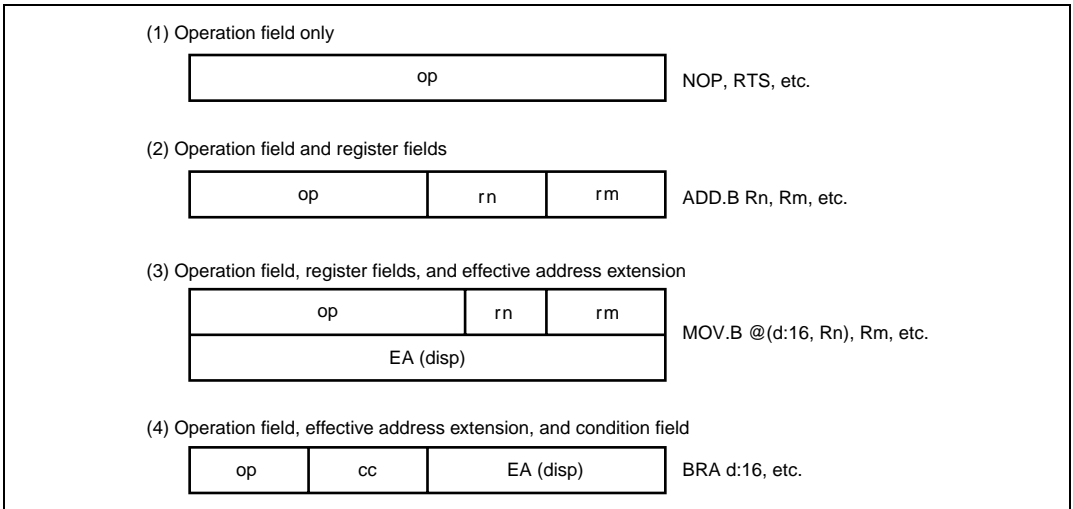 (1) Operation field only
op
NOP, RTS, etc.
(2) Operation field and register fields
op rn rm
ADD.B Rn, Rm, etc.
(3) Operation field, register fields, and effective address extension
op rn rm
EA (disp)
MOV.B @(d:16, Rn), Rm, etc.
(4) Operation field, effective address extension, and condition field
op cc EA (disp)
BRA d:16, etc.